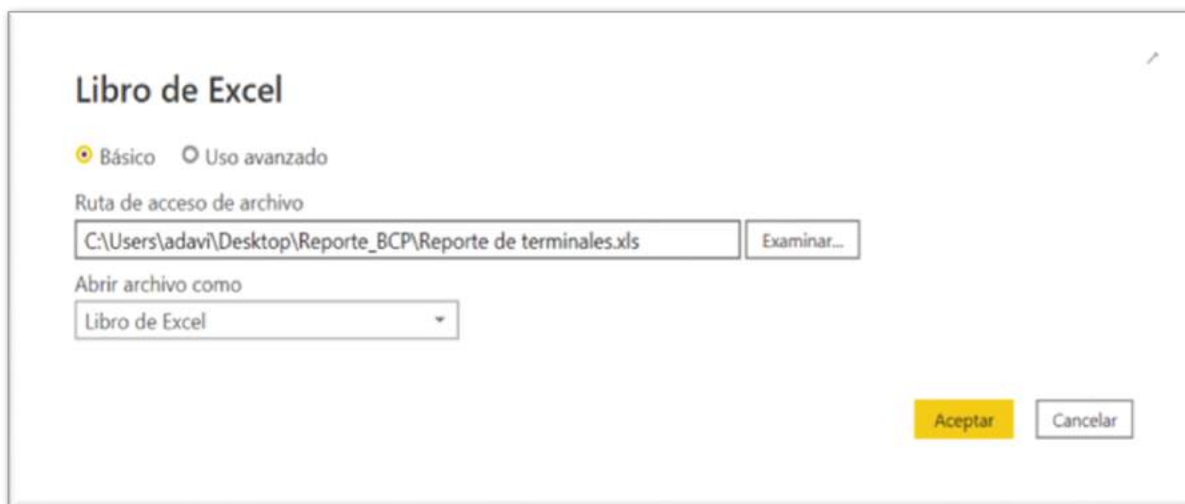 Libro de Excel
Básico Uso avanzado
Ruta de acceso de archivo
C:\Users\adavi\Desktop\Reporte_BCP\Reporte de terminales.xls Examinar...
Abrir archivo como
Libro de Excel
Aceptar Cancelar